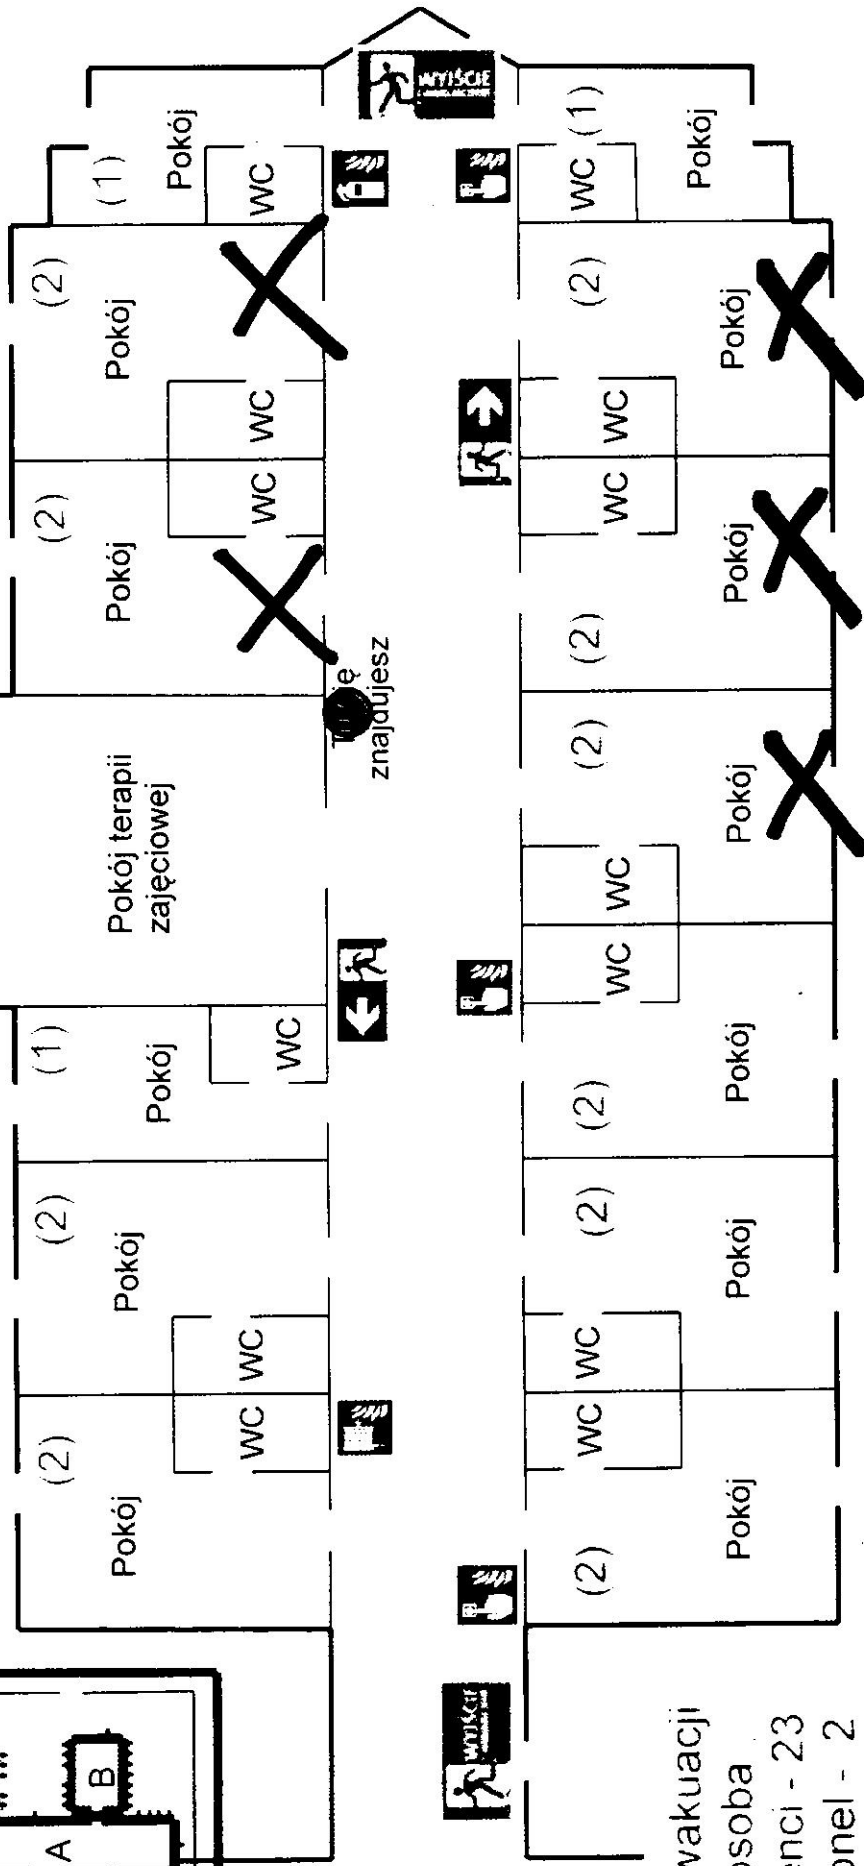 A
B
(2)
Pokój
WC
(2)
Pokój
WC
(1)
Pokój
WC
Pokój terapii
zajęciowej
(2)
Pokój
WC
(2)
Pokój
WC
(1)
Pokój
WC
znajdujesz
WYJŚCIE
WYJŚCIE
(2)
WC
Pokój
(2)
WC
Pokój
(2)
WC
Pokój
(2)
WC
Pokój
(2)
WC
Pokój
(2)
WC
Pokój
WC
(1)
Pokój
wakuacji
osoba
enci - 23
onel - 2